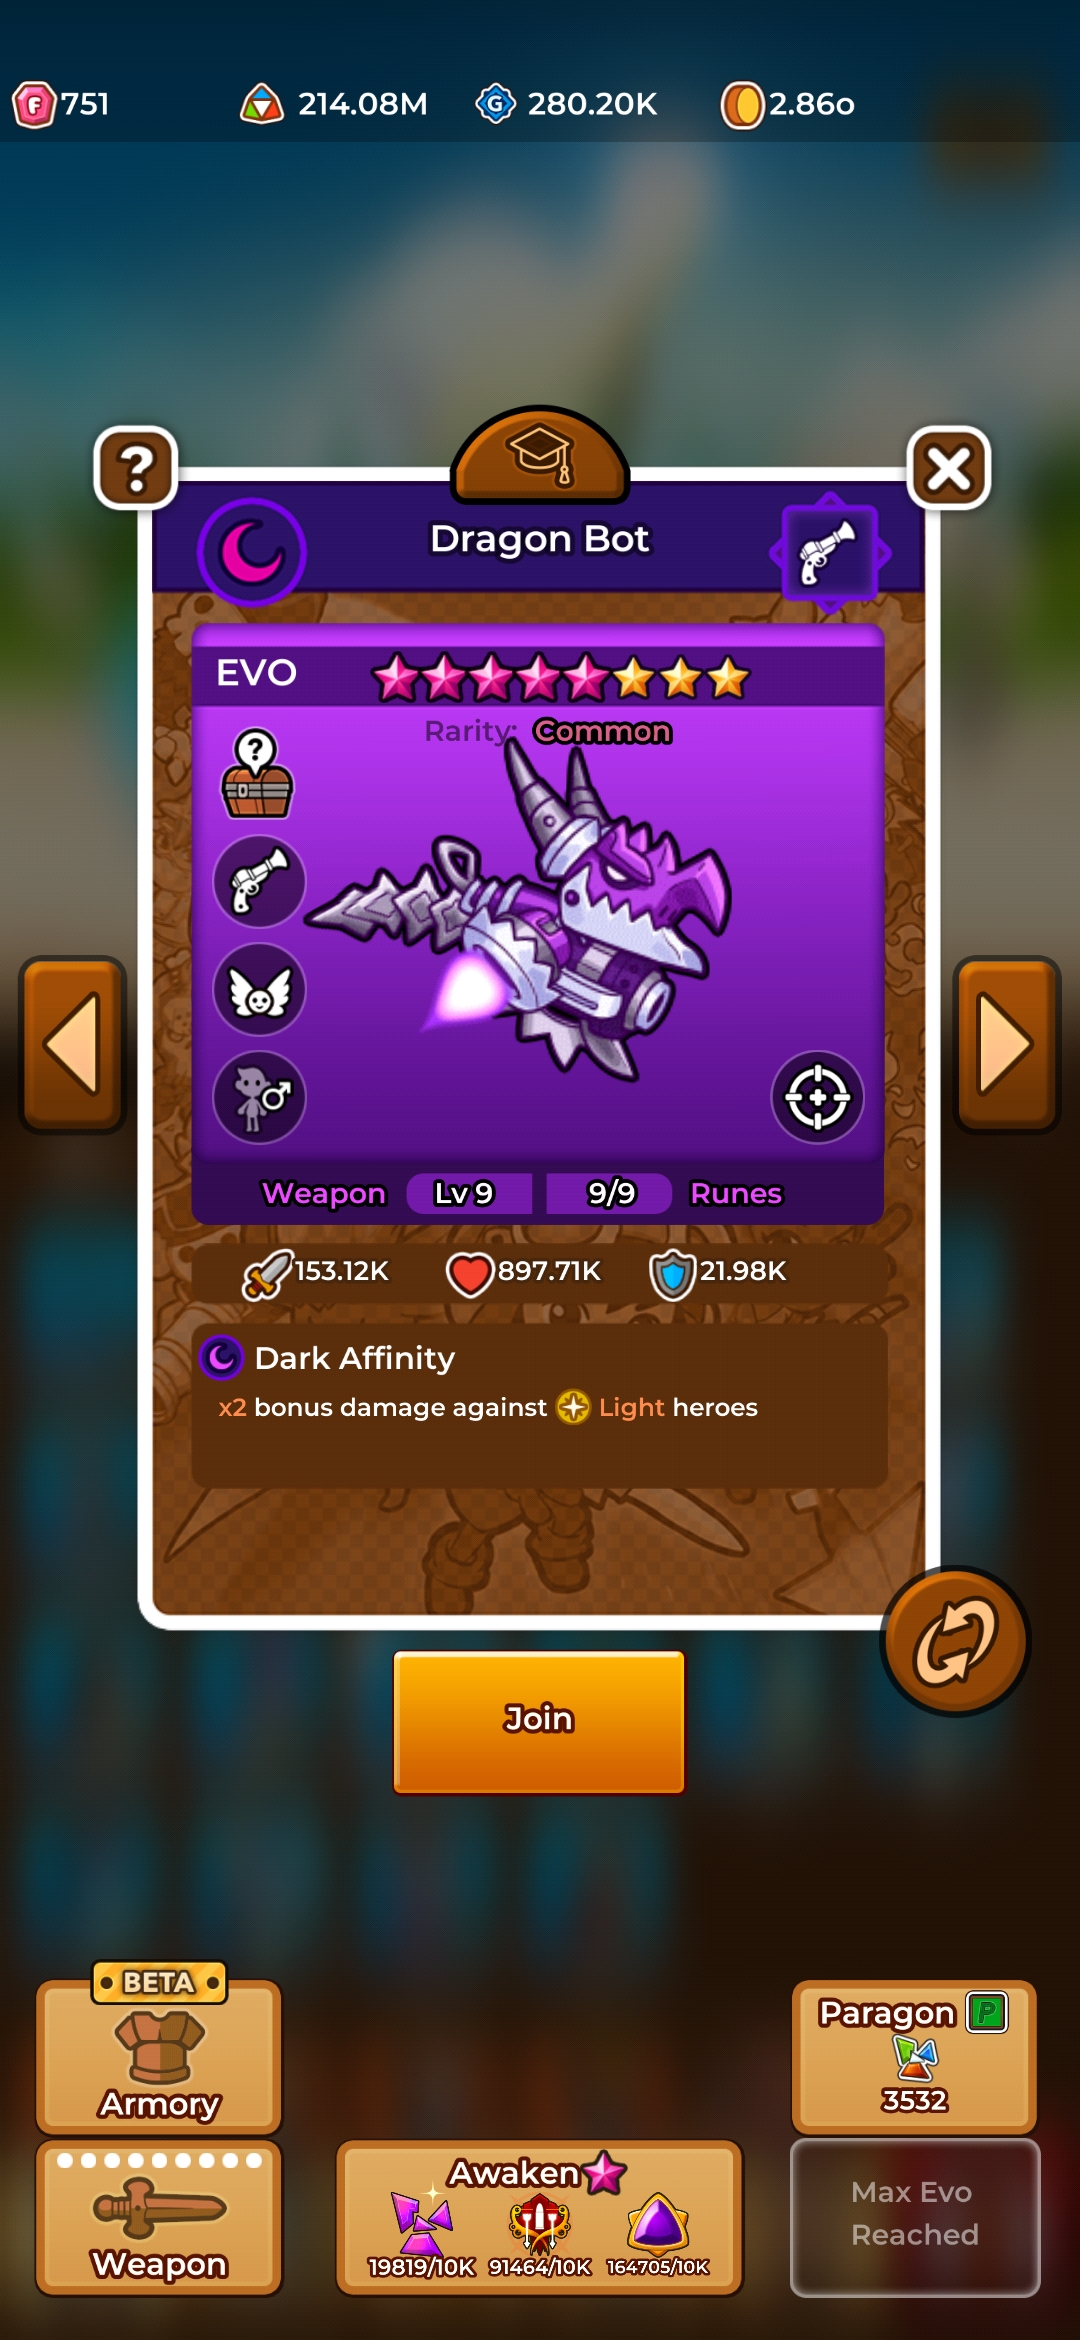 F 751 214.08M G 280.20K 2.86o
? 
Dragon Bot
EVO
Rarity: Common
?
Weapon Lv 9 9/9 Runes
153.12K 897.71K 21.98K
Dark Affinity
x2 bonus damage against Light heroes
Join
BETA
Armory
Paragon P
3532
Weapon
Awaken
19819/10K 91464/10K 164705/10K
Max Evo
Reached